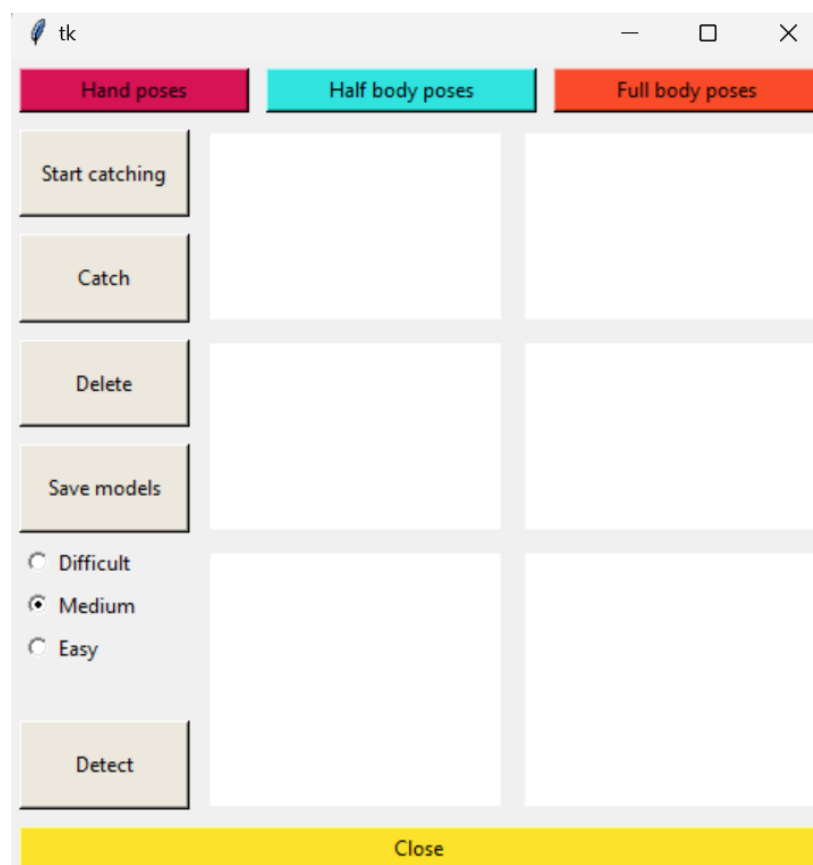 tk
Hand poses
Half body poses
Full body poses
Start catching
Catch
Delete
Save models
Difficult
Medium
Easy
Detect
Close